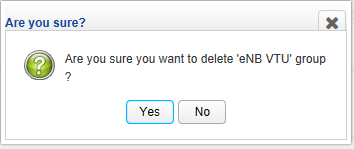 Are you sure?
Are you sure you want to delete 'eNB VTU' group
?
Yes No